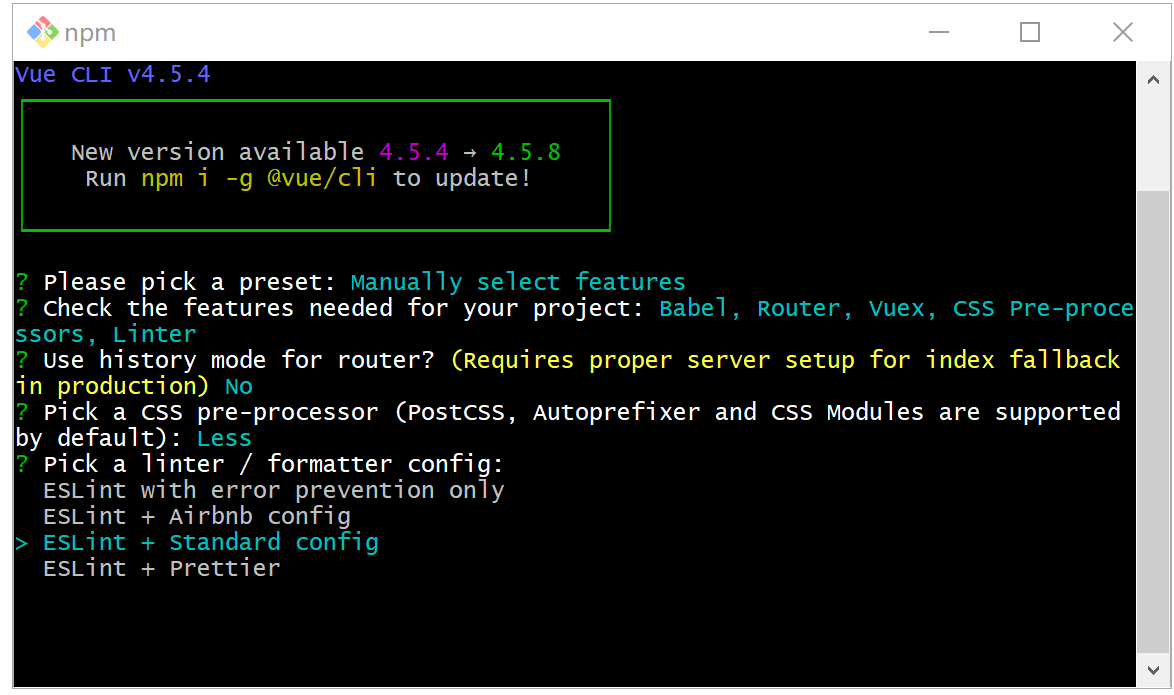 npm
Vue CLI v4.5.4
New version available 4.5.4 → 4.5.8
Run npm i -g @vue/cli to update!
? Please pick a preset: Manually select features
? Check the features needed for your project: Babel, Router, Vuex, CSS Pre-proce
ssors, Linter
? Use history mode for router? (Requires proper server setup for index fallback
in production) No
? Pick a CSS pre-processor (PostCSS, Autoprefixer and CSS Modules are supported
by default): Less
? Pick a linter / formatter config:
ESLint with error prevention only
ESLint + Airbnb config
> ESLint + Standard config
ESLint + Prettier